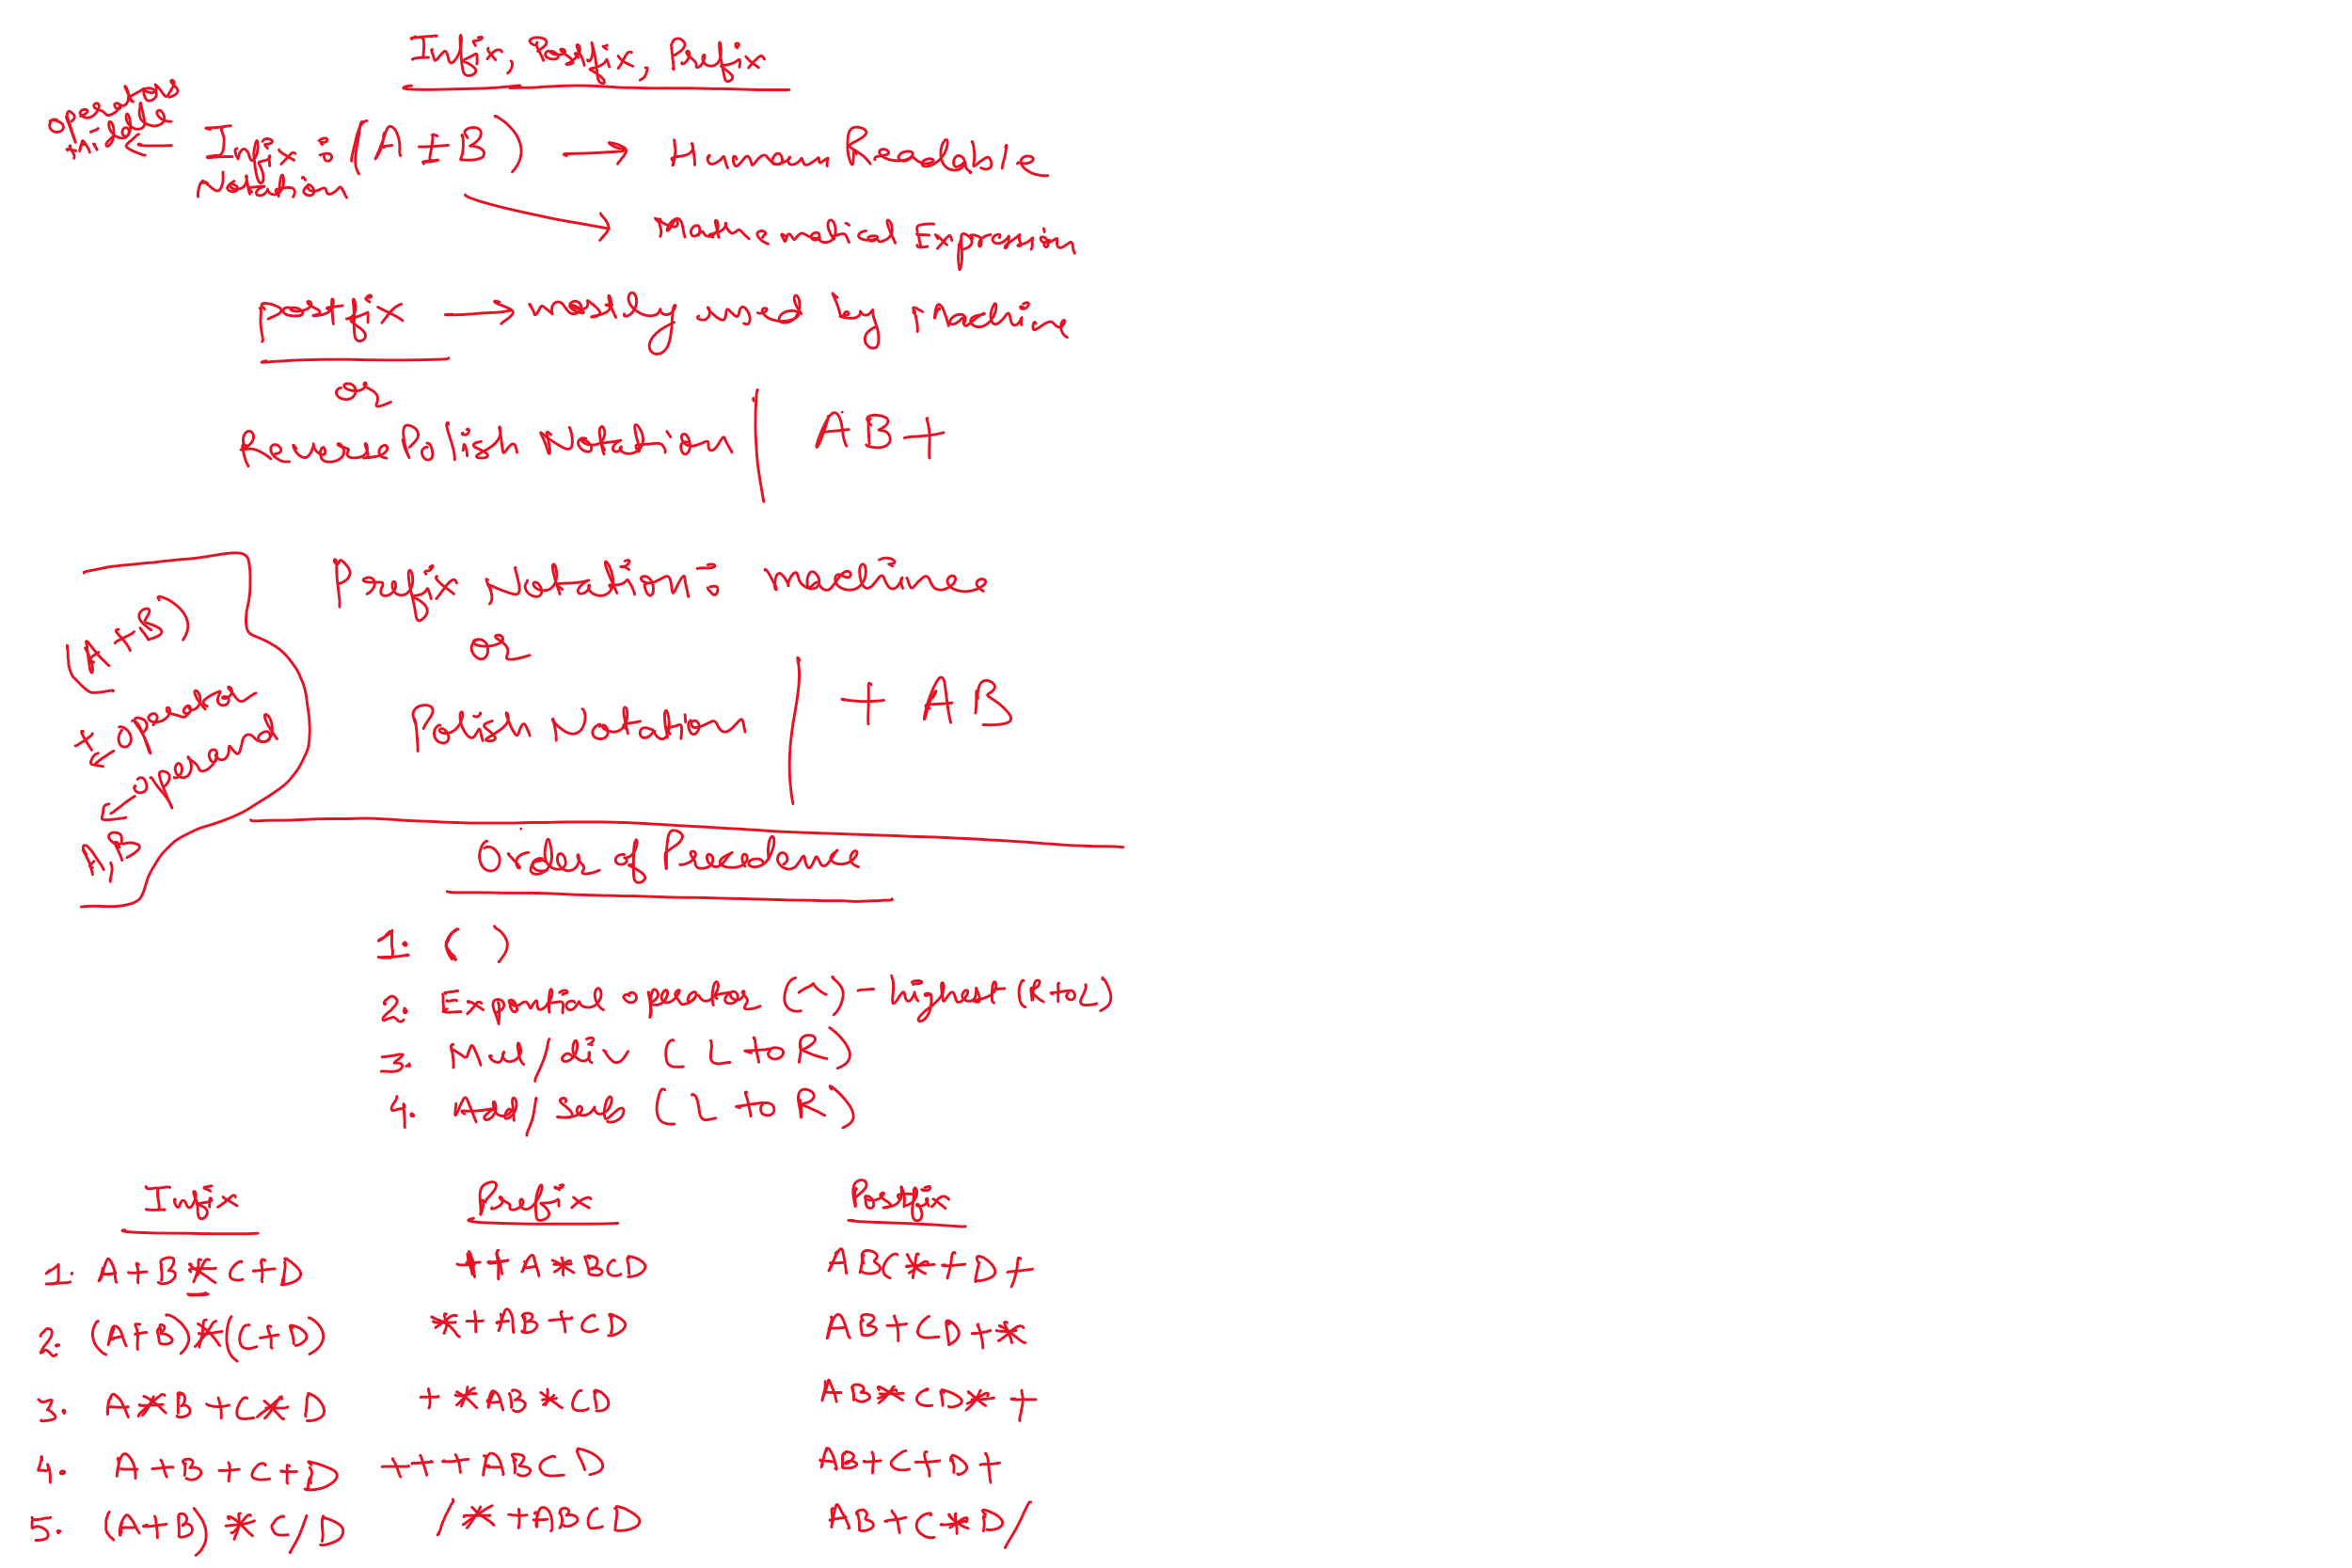 Infix, Postfix, Prefix
operators
in middle
Infix : (A + B) → Human Readable
Notation
Mathematical Expression
postfix → mostly used by machine
or
Reverse Polish Notation | AB+
Prefix Notation : machines
or
Polish Notation | + AB
(A+B)
+ operator
operand
A,B
Order of Precedence
1. ( )
2. Exponential operator (^) - highest (R to L)
3. Mul/div (L to R)
4. Add/sub (L to R)
Infix Prefix Postfix
1. A+B*C+D ++A*BCD ABC*+D+
2. (A+B)*(C+D) *+AB+CD AB+CD+*
3. A*B+C*D +*AB*CD AB*CD*+
4. A+B+C+D +++ABCD AB+C+D+
5. (A+B)*C/D /*+ABCD AB+C*D/